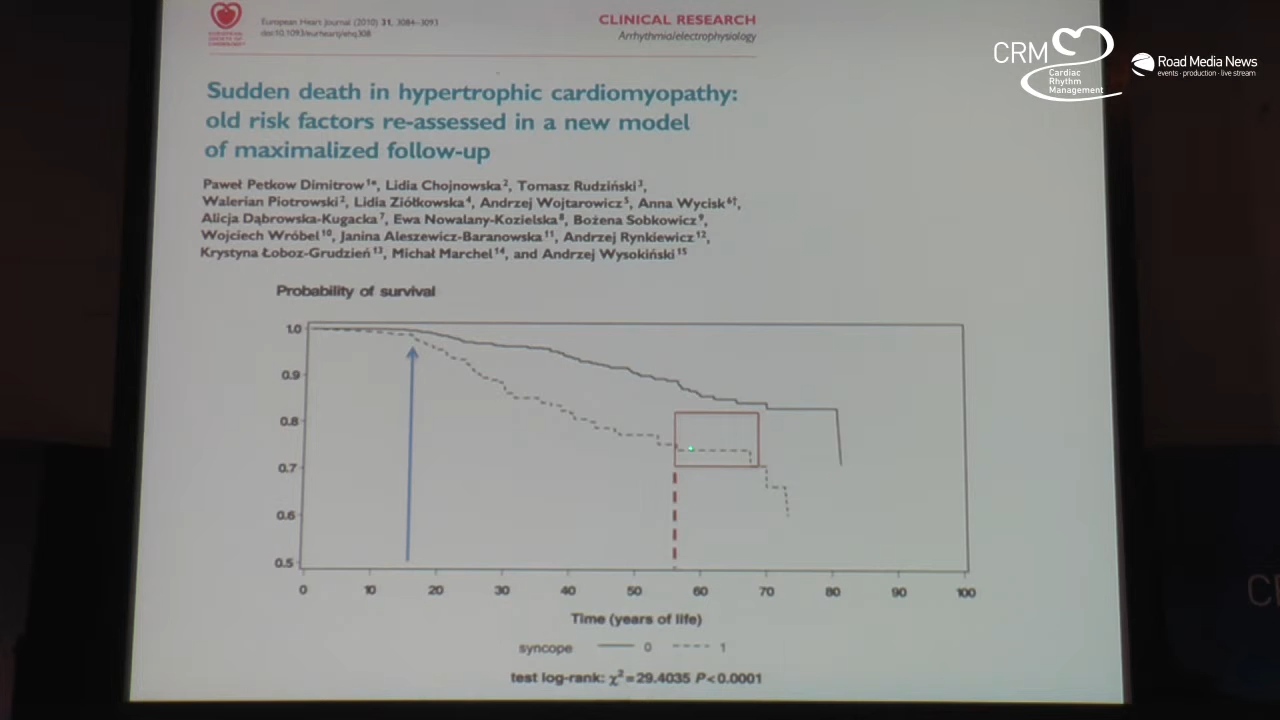 European Heart Journal (2010) 31, 3084–3093
doi:10.1093/eurheartj/ehq308
CLINICAL RESEARCH
Arrhythmia/electrophysiology
CRM
Cardiac
Rhythm
Management
Road Media News
events · production · live stream
Sudden death in hypertrophic cardiomyopathy:
old risk factors re-assessed in a new model
of maximalized follow-up
Paweł Petkow Dimitrow1*, Lidia Chojnowska2, Tomasz Rudziński3,
Walerian Piotrowski2, Lidia Ziółkowska4, Andrzej Wojtarowicz5, Anna Wycisk6†,
Alicja Dąbrowska-Kugacka7, Ewa Nowalany-Kozielska8, Bożena Sobkowicz9,
Wojciech Wróbel10, Janina Aleszewicz-Baranowska11, Andrzej Rynkiewicz12,
Krystyna Łoboz-Grudzień13, Michał Marchel14, and Andrzej Wysokiński15
Probability of survival
1.0
0.9
0.8
0.7
0.6
0.5
0 10 20 30 40 50 60 70 80 90 100
Time (years of life)
syncope 0 1
test log-rank: χ2=29.4035 P<0.0001